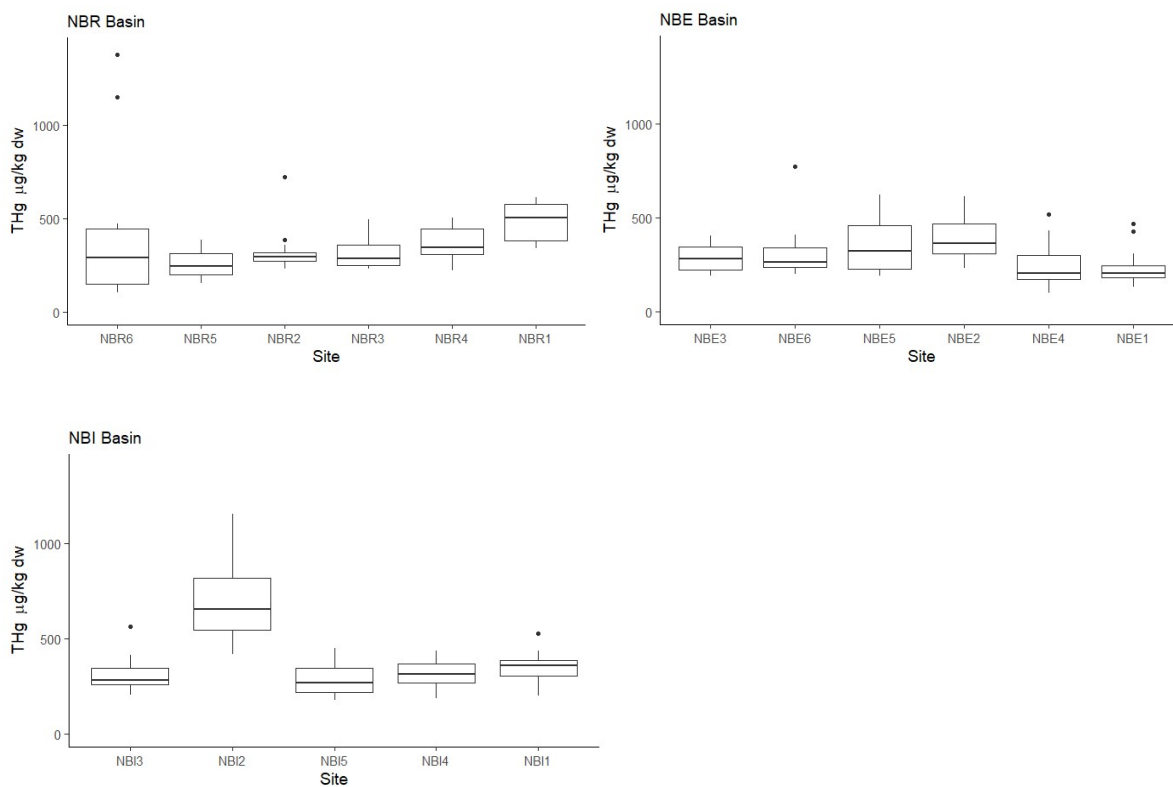 NBR Basin
THg μg/kg dw
1000
500
0
NBR6 NBR5 NBR2 NBR3 NBR4 NBR1
Site
NBE Basin
THg μg/kg dw
1000
500
0
NBE3 NBE6 NBE5 NBE2 NBE4 NBE1
Site
NBI Basin
THg μg/kg dw
1000
500
0
NBI3 NBI2 NBI5 NBI4 NBI1
Site